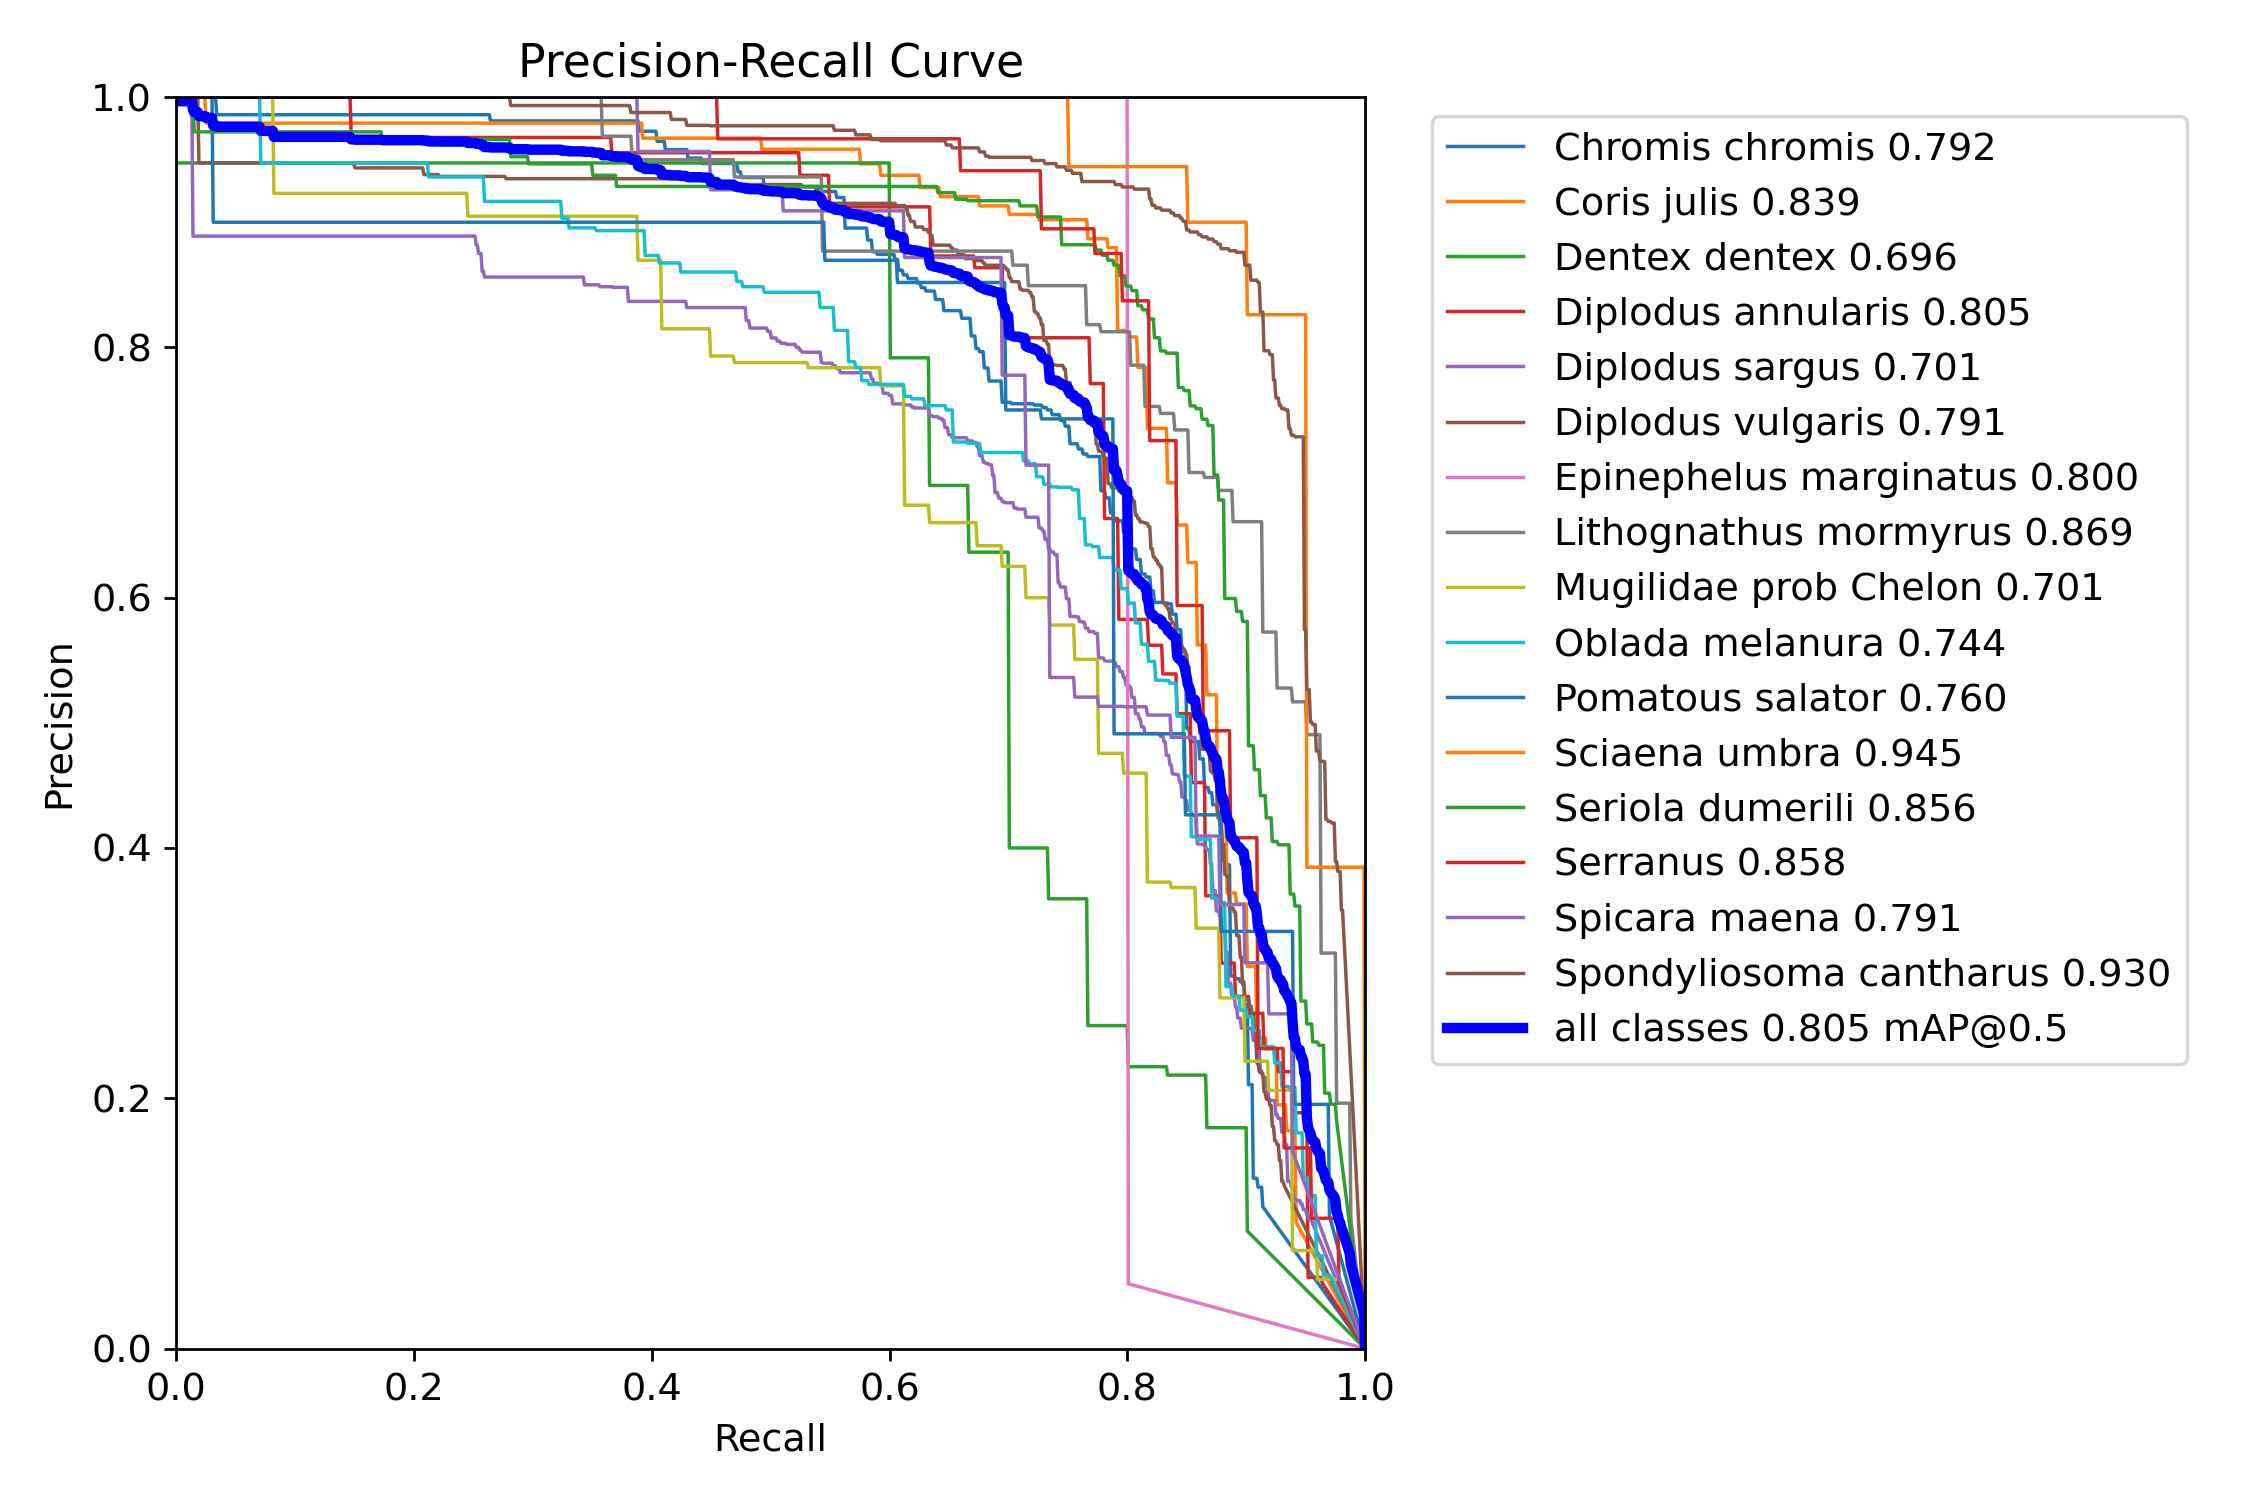 Precision-Recall Curve
1.0
0.8
0.6
0.4
0.2
0.0
Precision
0.0 0.2 0.4 0.6 0.8 1.0
Recall
Chromis chromis 0.792
Coris julis 0.839
Dentex dentex 0.696
Diplodus annularis 0.805
Diplodus sargus 0.701
Diplodus vulgaris 0.791
Epinephelus marginatus 0.800
Lithognathus mormyrus 0.869
Mugilidae prob Chelon 0.701
Oblada melanura 0.744
Pomatous salator 0.760
Sciaena umbra 0.945
Seriola dumerili 0.856
Serranus 0.858
Spicara maena 0.791
Spondyliosoma cantharus 0.930
all classes 0.805 mAP@0.5